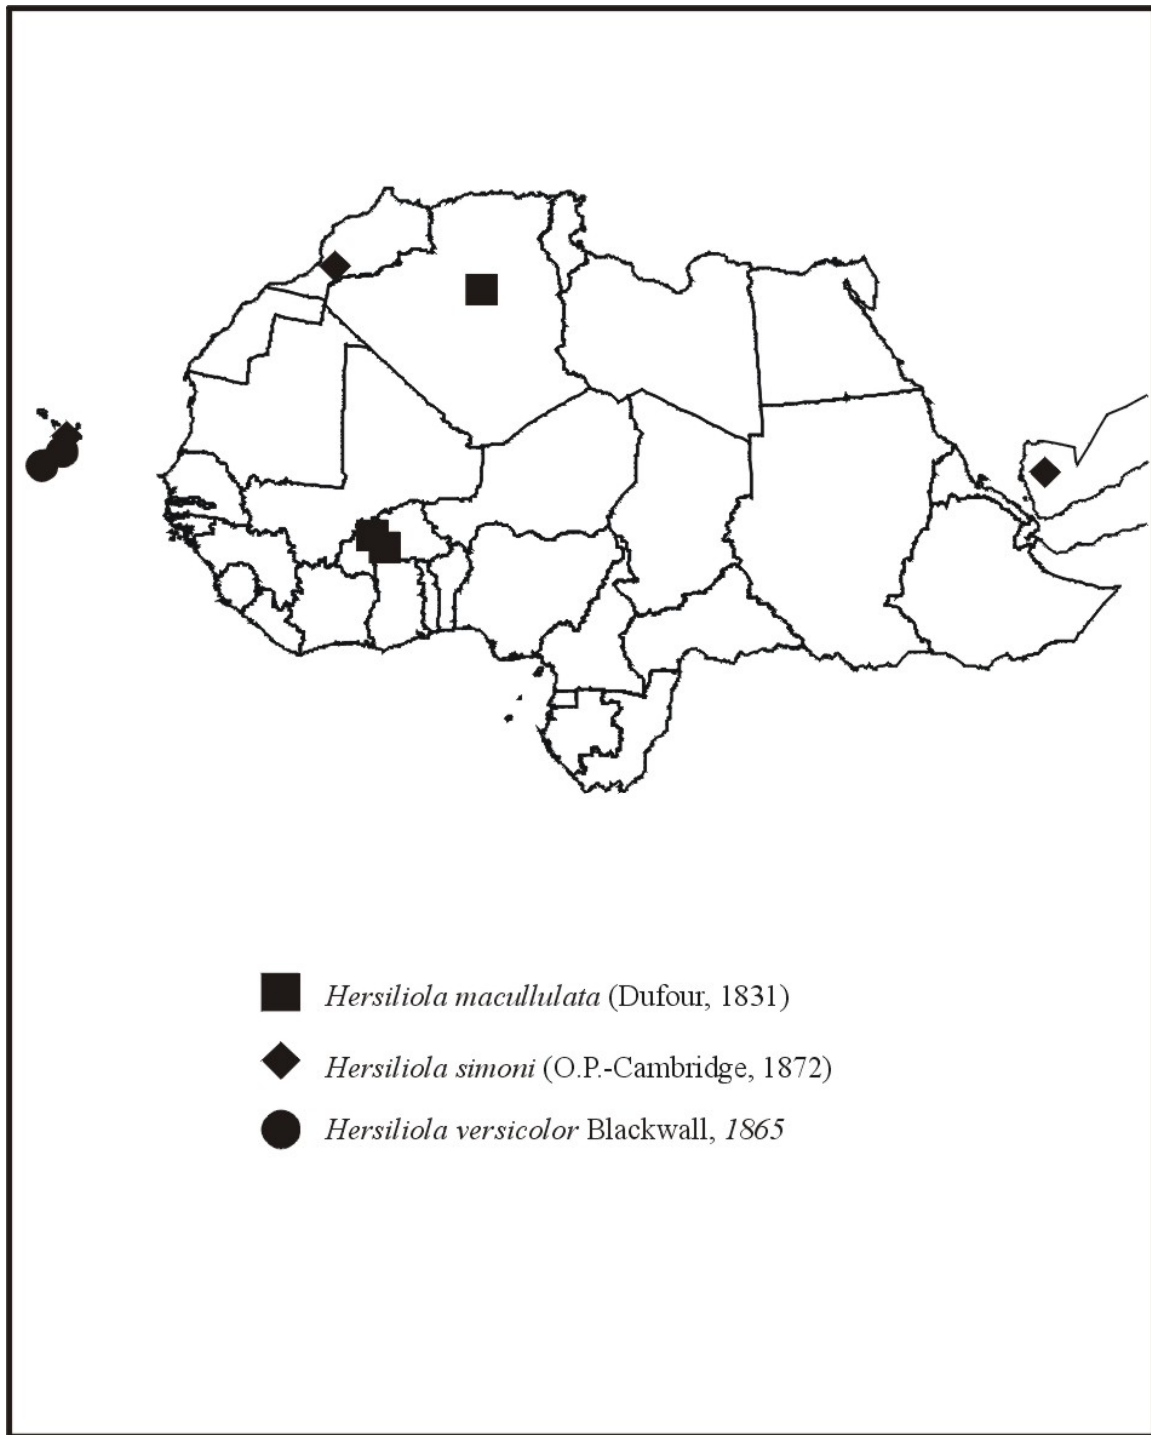 Hersiliola macullulata (Dufour, 1831)
Hersiliola simoni (O.P.-Cambridge, 1872)
Hersiliola versicolor Blackwall, 1865